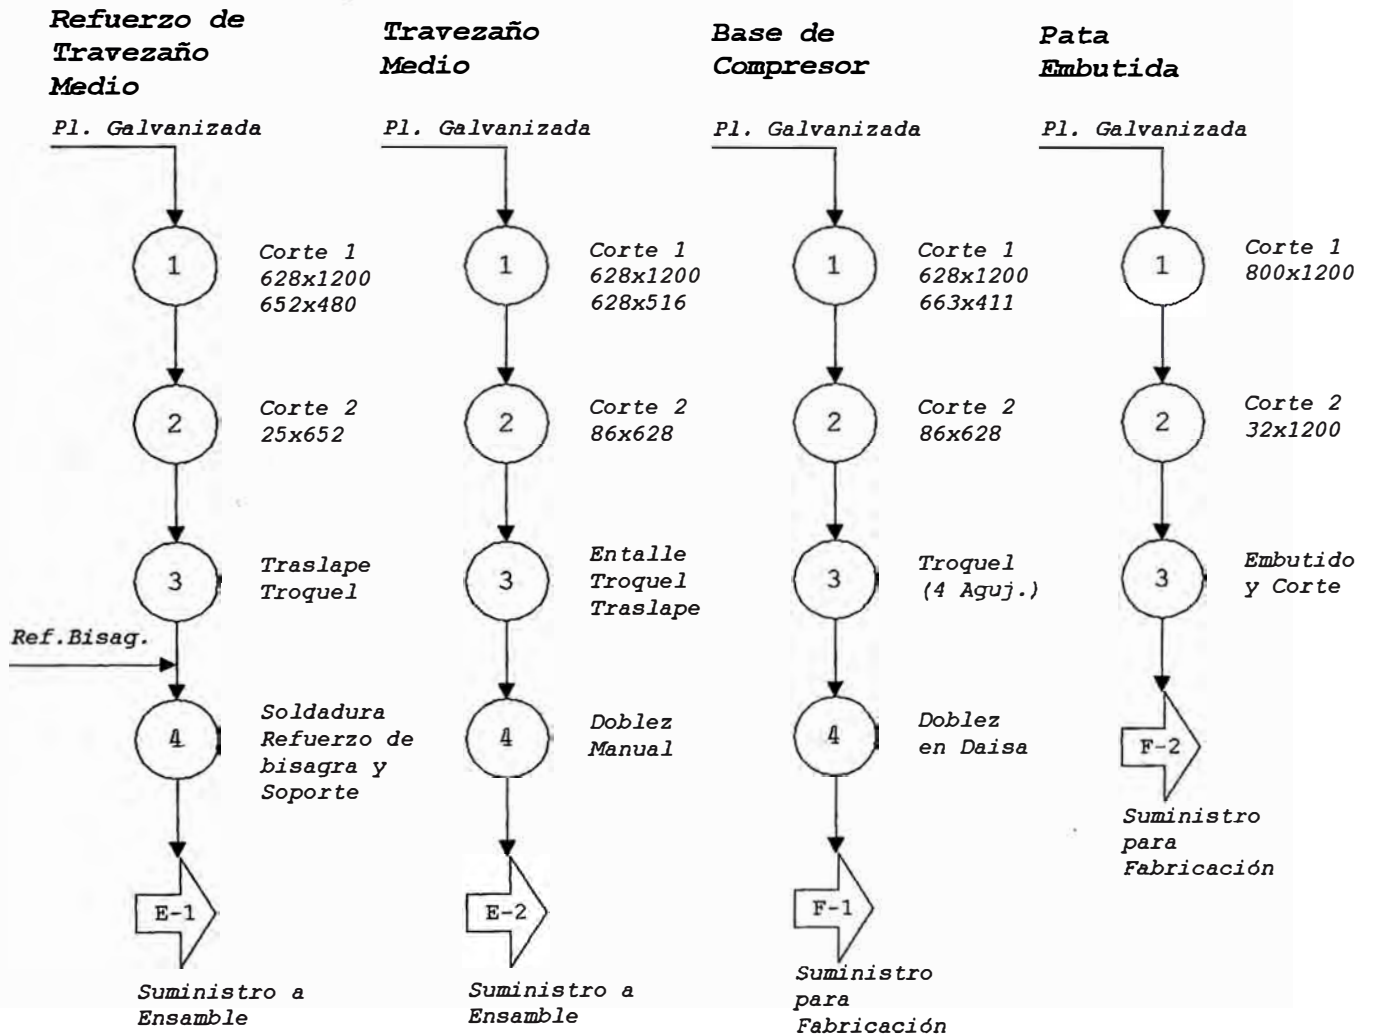 Refuerzo de
Travezaño
Medio
Pl. Galvanizada
1
Corte 1
628x1200
652x480
2
Corte 2
25x652
3
Traslape
Troquel
Ref.Bisag.
4
Soldadura
Refuerzo de
bisagra y
Soporte
E-1
Suministro a
Ensamble
Travezaño
Medio
Pl. Galvanizada
1
Corte 1
628x1200
628x516
2
Corte 2
86x628
3
Entalle
Troquel
Traslape
4
Doblez
Manual
E-2
Suministro a
Ensamble
Base de
Compresor
Pl. Galvanizada
1
Corte 1
628x1200
663x411
2
Corte 2
86x628
3
Troquel
(4 Aguj.)
4
Doblez
en Daisa
F-1
Suministro
para
Fabricación
Pata
Embutida
Pl. Galvanizada
1
Corte 1
800x1200
2
Corte 2
32x1200
3
Embutido
y Corte
F-2
Suministro
para
Fabricación